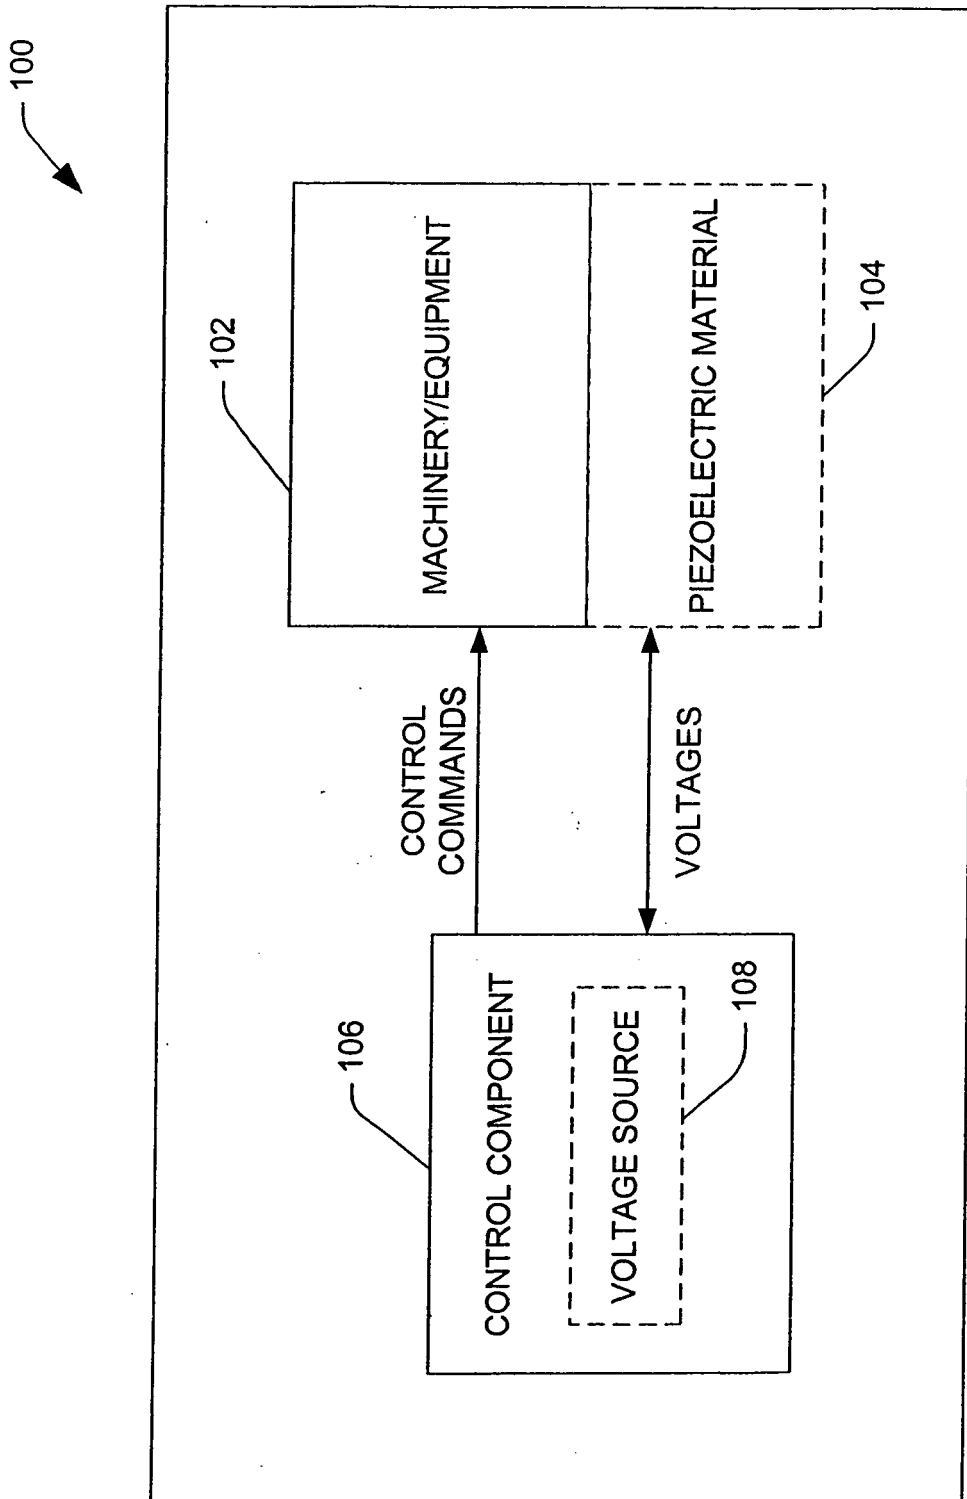 100
102
MACHINERY/EQUIPMENT
PIEZOELECTRIC MATERIAL
104
CONTROL
COMMANDS
VOLTAGES
106
CONTROL COMPONENT
VOLTAGE SOURCE
108